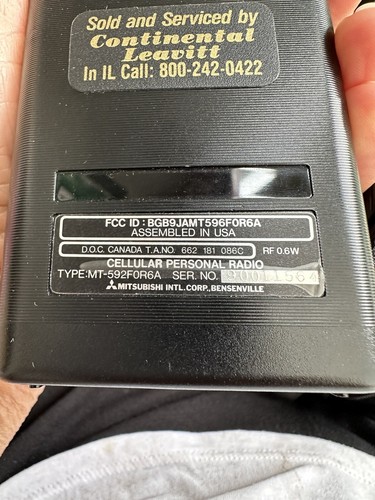 Sold and Serviced by
Continental
Leavitt
In IL Call: 800-242-0422
FCC ID : BGB9JAMT596F0R6A
ASSEMBLED IN USA
D.O.C. CANADA T.A.NO. 662 181 086C RF 0.6W
CELLULAR PERSONAL RADIO
TYPE:MT-592F0R6A SER. NO.
MITSUBISHI INTL.CORP.BENSENVILLE